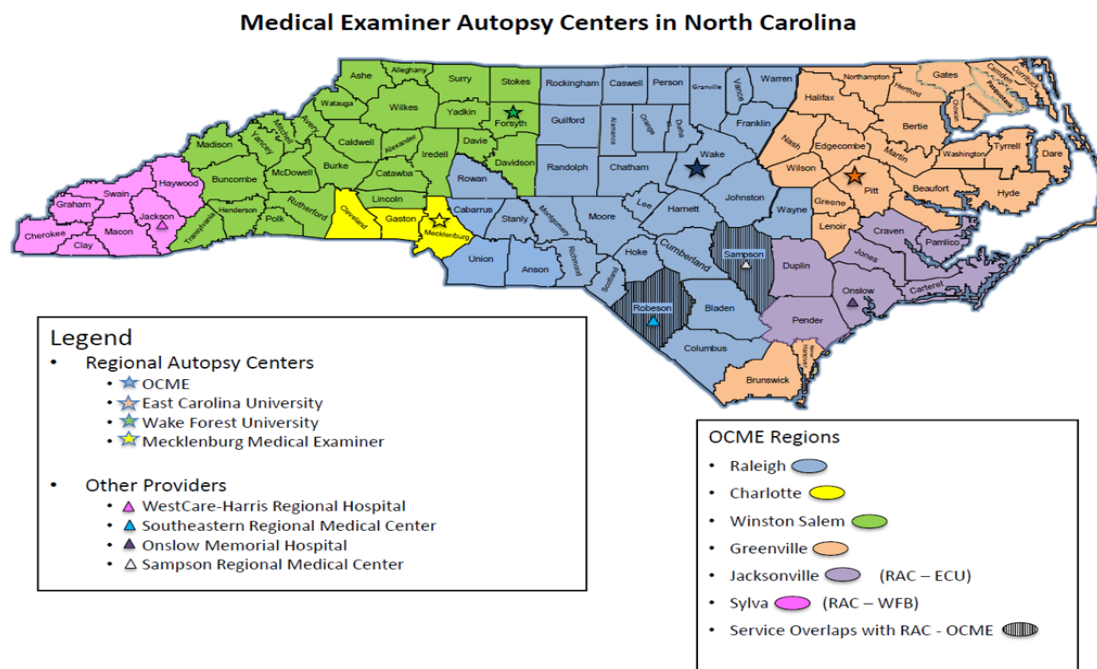 Medical Examiner Autopsy Centers in North Carolina
Ashe
Alleghany
Surry
Stokes
Rockingham
Caswell
Person
Granville
Vance
Warren
Northampton
Gates
Camden
Currituck
Hertford
Halifax
Watauga
Wilkes
Yadkin
Forsyth
Guilford
Alamance
Orange
Durham
Franklin
Bertie
Chowan
Nash
Edgecombe
Martin
Washington
Tyrrell
Dare
Mitchell
Avery
Yancey
Madison
Caldwell
Alexander
Iredell
Davie
Davidson
Randolph
Chatham
Wake
Wilson
Pitt
Beaufort
Hyde
Haywood
Buncombe
McDowell
Burke
Catawba
Rowan
Johnston
Greene
Swain
Graham
Jackson
Henderson
Rutherford
Polk
Transylvania
Lincoln
Cleveland
Gaston
Mecklenburg
Cabarrus
Stanly
Montgomery
Moore
Lee
Harnett
Wayne
Lenoir
Craven
Pamlico
Cherokee
Macon
Clay
Union
Anson
Richmond
Scotland
Hoke
Cumberland
Sampson
Duplin
Jones
Onslow
Carteret
Robeson
Bladen
Pender
Columbus
Brunswick
New Hanover
Legend
• Regional Autopsy Centers
• OCME
• East Carolina University
• Wake Forest University
• Mecklenburg Medical Examiner
• Other Providers
• WestCare-Harris Regional Hospital
• Southeastern Regional Medical Center
• Onslow Memorial Hospital
• Sampson Regional Medical Center
OCME Regions
• Raleigh
• Charlotte
• Winston Salem
• Greenville
• Jacksonville (RAC – ECU)
• Sylva (RAC – WFB)
• Service Overlaps with RAC - OCME